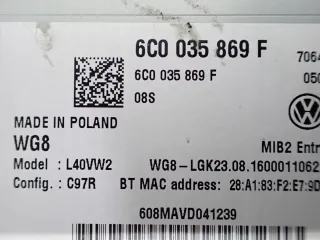 6C0 035 869 F
7064
6C0 035 869 F
050
08S
MADE IN POLAND
WG8
MIB2 Entr
Model : L40VW2
WG8-LGK23.08.1600011062
Config. : C97R
BT MAC address: 28:A1:83:F2:E7:9D
608MAVD041239